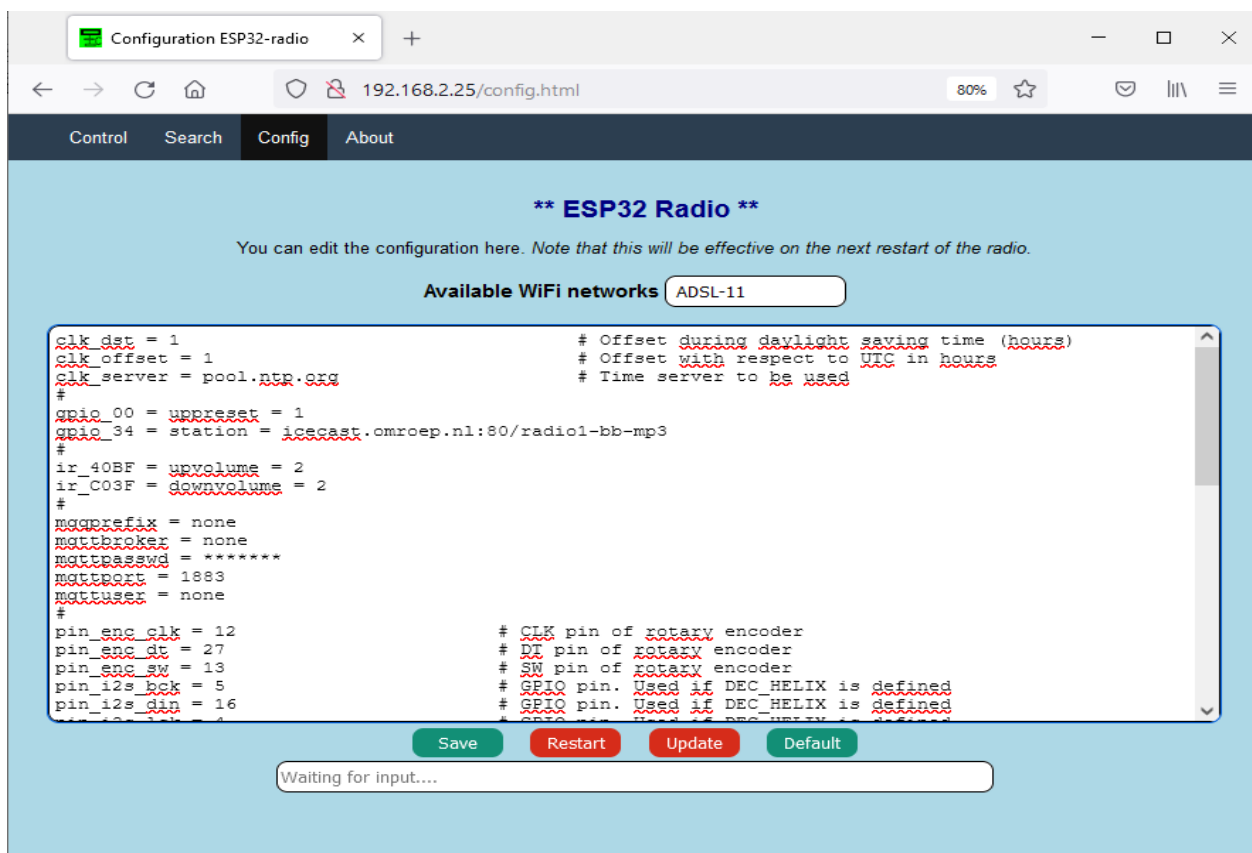 Configuration ESP32-radio
192.168.2.25/config.html 80%
Control Search Config About
** ESP32 Radio **
You can edit the configuration here. Note that this will be effective on the next restart of the radio.
Available WiFi networks ADSL-11
clk_dst = 1 # Offset during daylight saving time (hours)
clk_offset = 1 # Offset with respect to UTC in hours
clk_server = pool.ntp.org # Time server to be used
#
gpio_00 = uppreset = 1
gpio_34 = station = icecast.omroep.nl:80/radio1-bb-mp3
#
ir_40BF = upvolume = 2
ir_C03F = downvolume = 2
#
mqqprefix = none
mqttbroker = none
mqttpasswd = *******
mqttport = 1883
mqttuser = none
#
pin_enc_clk = 12 # CLK pin of rotary encoder
pin_enc_dt = 27 # DT pin of rotary encoder
pin_enc_sw = 13 # SW pin of rotary encoder
pin_i2s_bck = 5 # GPIO pin. Used if DEC_HELIX is defined
pin_i2s_din = 16 # GPIO pin. Used if DEC_HELIX is defined
Save Restart Update Default
Waiting for input....